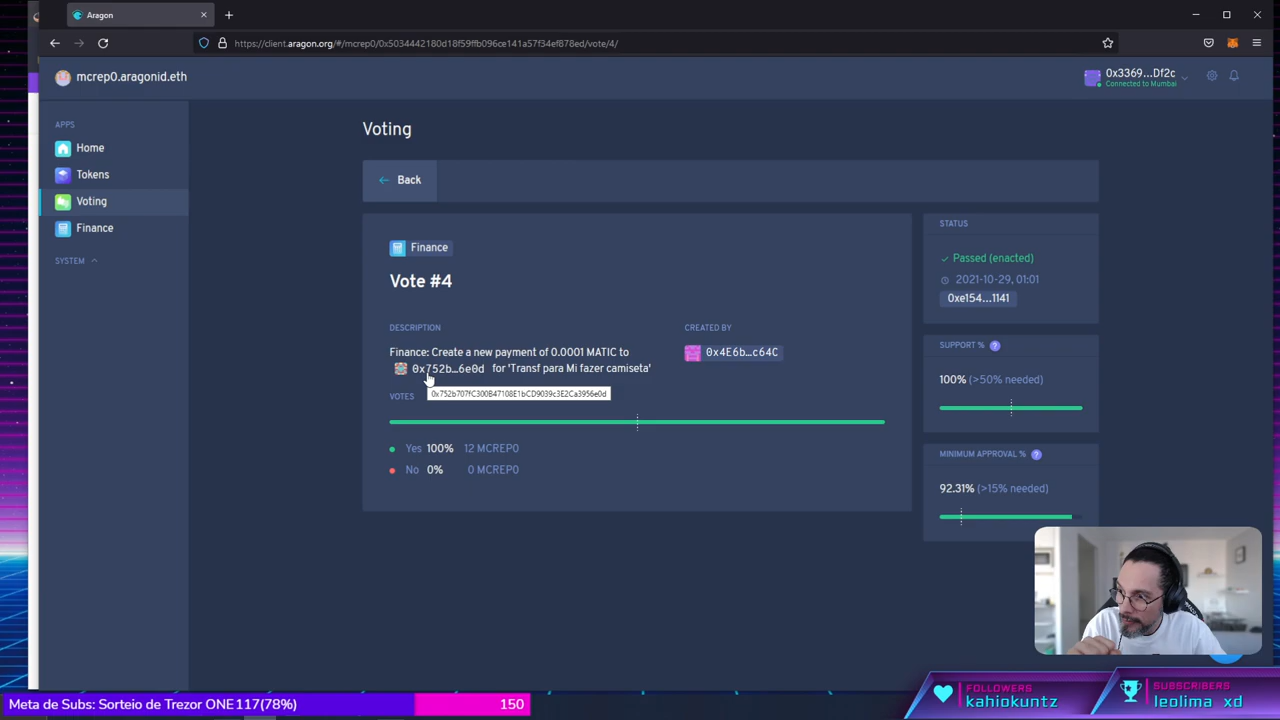 Aragon
https://client.aragon.org/#/mcrep0/0x5034442180d18f59ffb096ce141a57f34ef878ed/vote/4/
mcrep0.aragonid.eth
0x3369...Df2c
Connected to Mumbai
APPS
Home
Tokens
Voting
Finance
SYSTEM
Voting
Back
Finance
Vote #4
DESCRIPTION
Finance: Create a new payment of 0.0001 MATIC to
0x752b...6e0d for 'Transf para Mi fazer camiseta'
0x752b707fC300B47108E1bCD9039c3E2Ca3956e0d
CREATED BY
0x4E6b...c64C
VOTES
Yes 100% 12 MCREP0
No 0% 0 MCREP0
STATUS
Passed (enacted)
2021-10-29, 01:01
0xe154...1141
SUPPORT % ?
100% (>50% needed)
MINIMUM APPROVAL % ?
92.31% (>15% needed)
Meta de Subs: Sorteio de Trezor ONE 117 (78%)
150
FOLLOWERS
kahiokuntz
SUBSCRIBERS
leolima_xd